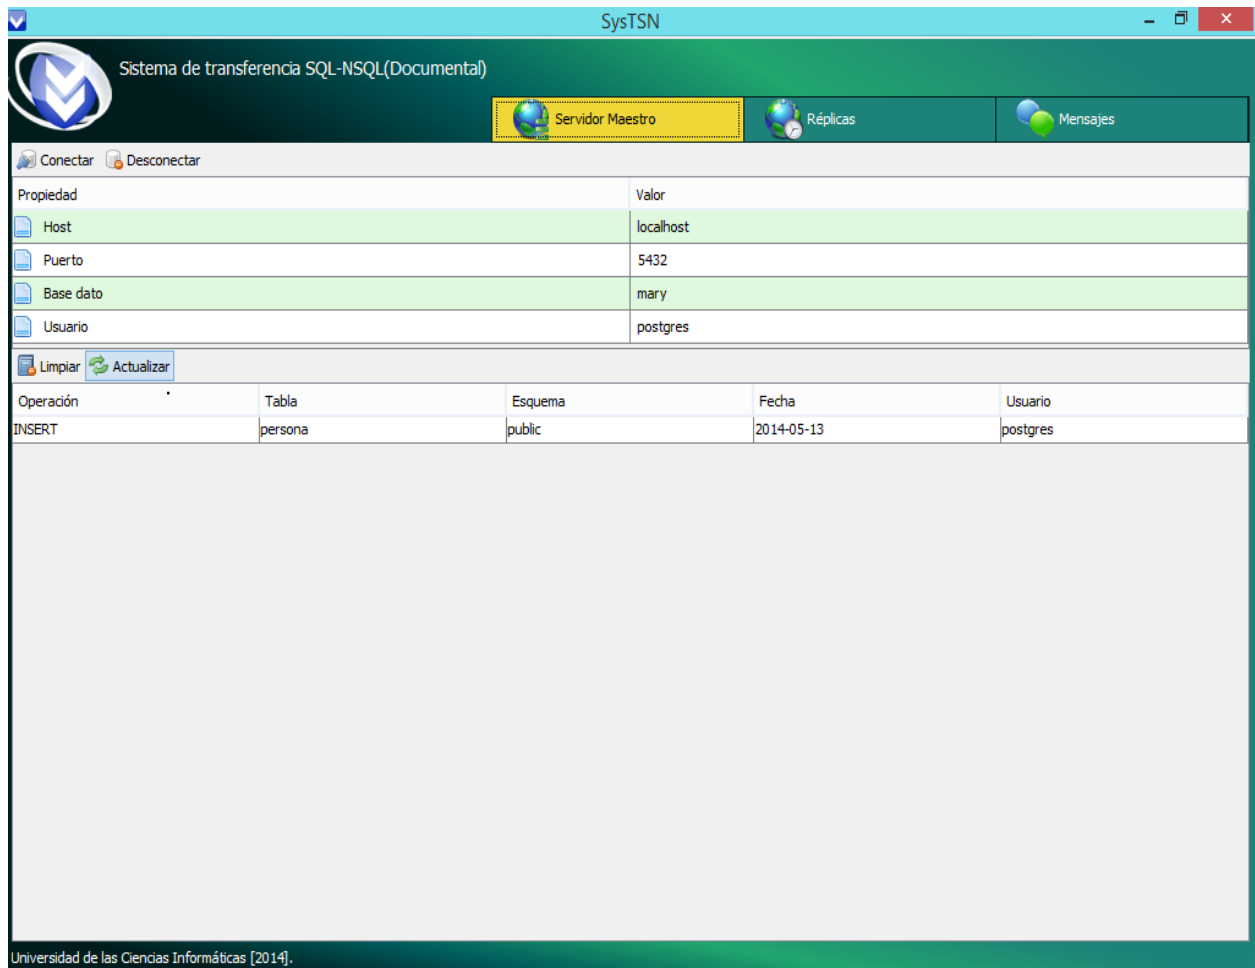 SysTSN
Sistema de transferencia SQL-NSQL(Documental)
Servidor Maestro Réplicas Mensajes
Conectar Desconectar
Propiedad Valor
Host localhost
Puerto 5432
Base dato mary
Usuario postgres
Limpiar Actualizar
Operación Tabla Esquema Fecha Usuario
INSERT persona public 2014-05-13 postgres
Universidad de las Ciencias Informáticas [2014].